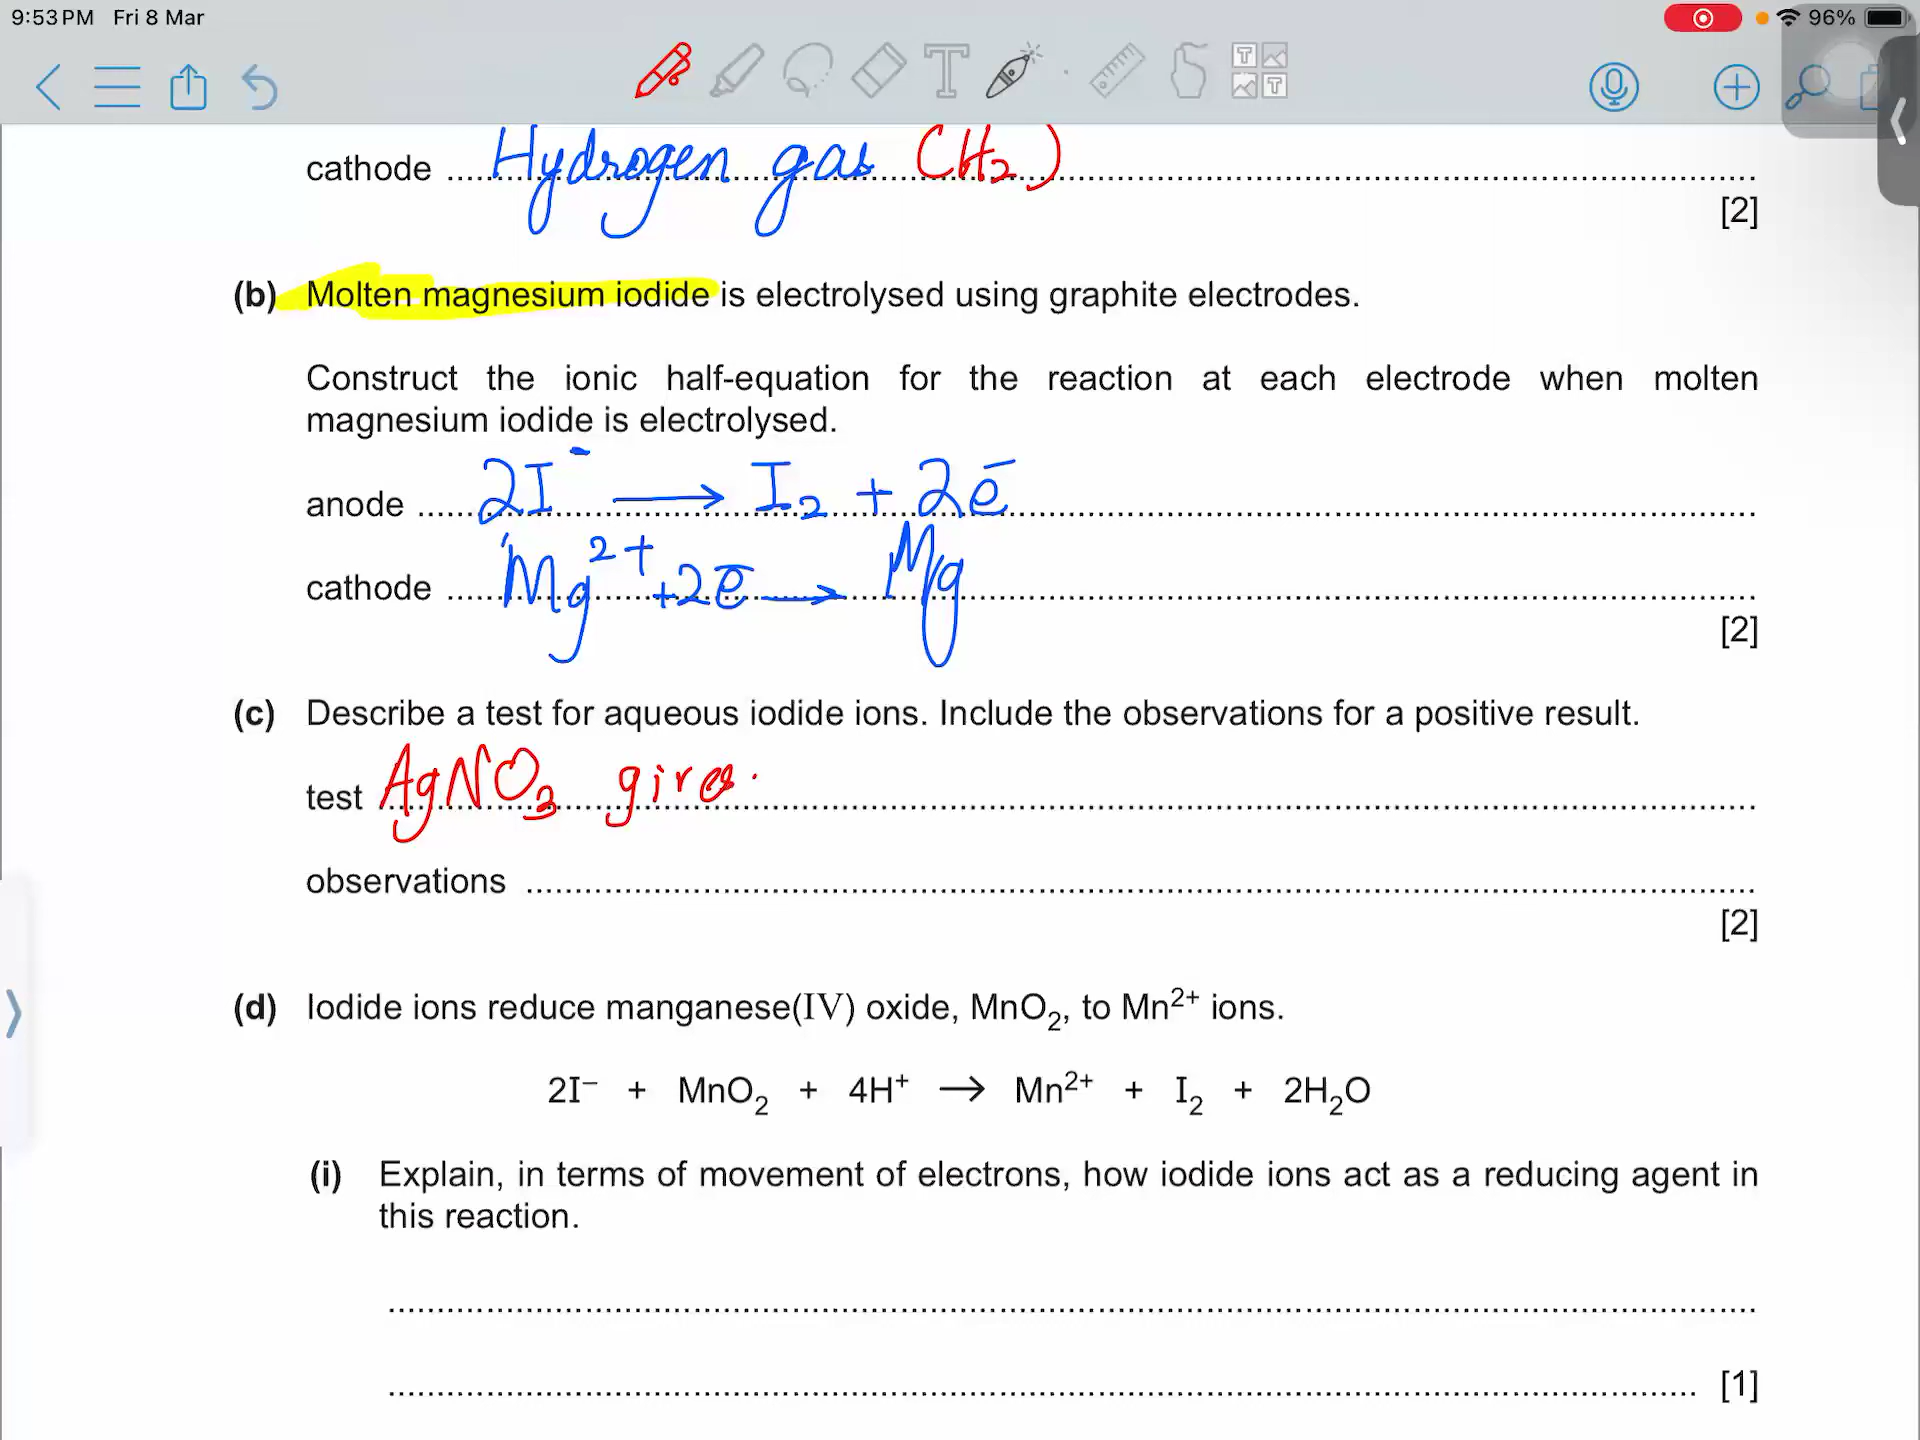 9:53 PM Fri 8 Mar 96%
cathode Hydrogen gas (H₂)
[2]
(b) Molten magnesium iodide is electrolysed using graphite electrodes.
Construct the ionic half-equation for the reaction at each electrode when molten
magnesium iodide is electrolysed.
anode 2I⁻ → I₂ + 2e⁻
cathode Mg²⁺ + 2e⁻ → Mg
[2]
(c) Describe a test for aqueous iodide ions. Include the observations for a positive result.
test AgNO₃
observations
[2]
(d) Iodide ions reduce manganese(IV) oxide, MnO₂, to Mn²⁺ ions.
2I⁻ + MnO₂ + 4H⁺ → Mn²⁺ + I₂ + 2H₂O
(i) Explain, in terms of movement of electrons, how iodide ions act as a reducing agent in
this reaction.
[1]